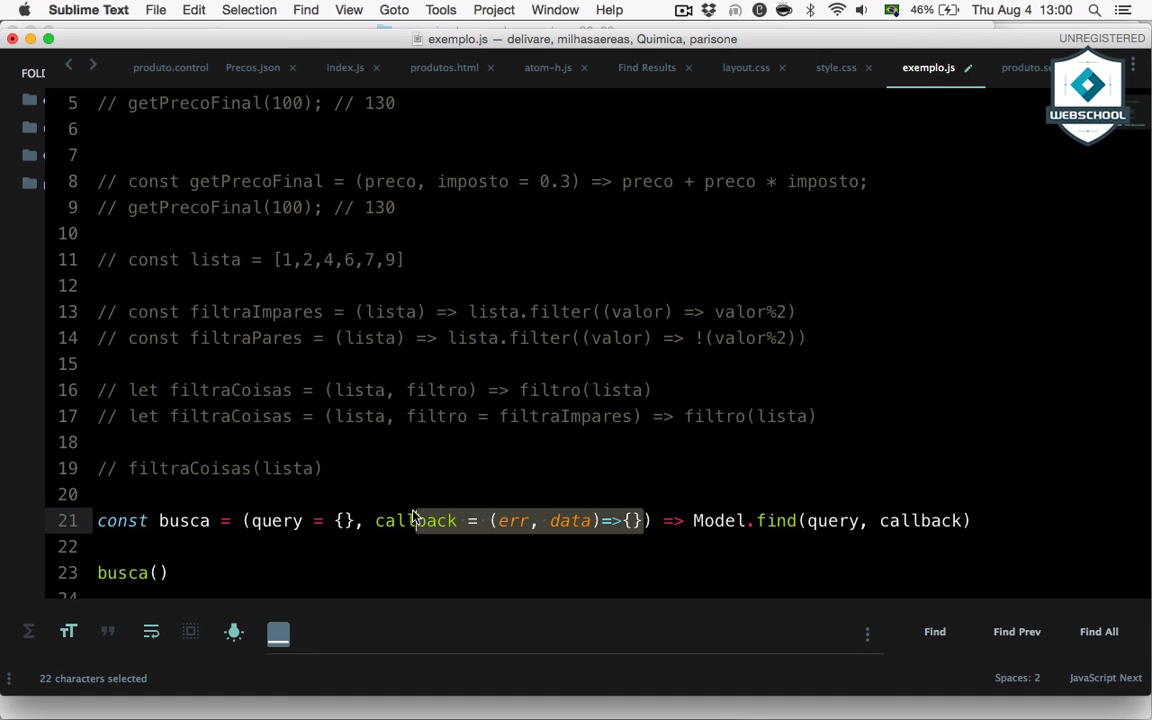 Sublime Text File Edit Selection Find View Goto Tools Project Window Help 46% Thu Aug 4 13:00
exemplo.js — delivare, milhasaereas, Quimica, parisone UNREGISTERED
FOLD produto.control Precos.json index.js produtos.html atom-h.js Find Results layout.css style.css exemplo.js produto.se
WEBSCHOOL
5 // getPrecoFinal(100); // 130
6
7
8 // const getPrecoFinal = (preco, imposto = 0.3) => preco + preco * imposto;
9 // getPrecoFinal(100); // 130
10
11 // const lista = [1,2,4,6,7,9]
12
13 // const filtraImpares = (lista) => lista.filter((valor) => valor%2)
14 // const filtraPares = (lista) => lista.filter((valor) => !(valor%2))
15
16 // let filtraCoisas = (lista, filtro) => filtro(lista)
17 // let filtraCoisas = (lista, filtro = filtraImpares) => filtro(lista)
18
19 // filtraCoisas(lista)
20
21 const busca = (query = {}, callback = (err, data)=>{}) => Model.find(query, callback)
22
23 busca()
24
Find Find Prev Find All
22 characters selected Spaces: 2 JavaScript Next